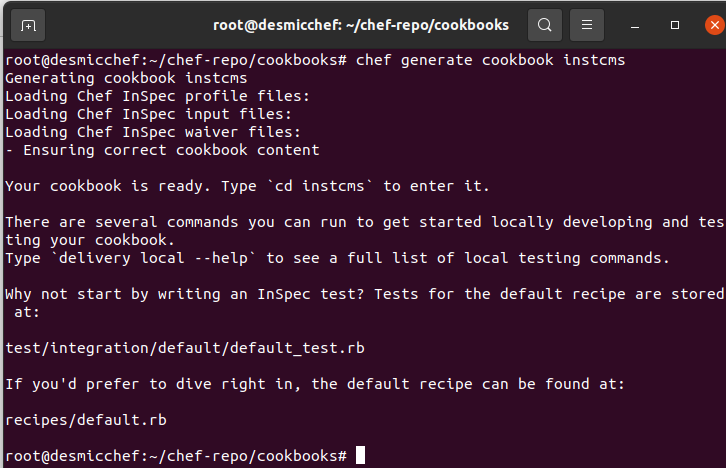 root@desmicchef: ~/chef-repo/cookbooks
root@desmicchef:~/chef-repo/cookbooks# chef generate cookbook instcms
Generating cookbook instcms
Loading Chef InSpec profile files:
Loading Chef InSpec input files:
Loading Chef InSpec waiver files:
- Ensuring correct cookbook content
Your cookbook is ready. Type `cd instcms` to enter it.
There are several commands you can run to get started locally developing and tes
ting your cookbook.
Type `delivery local --help` to see a full list of local testing commands.
Why not start by writing an InSpec test? Tests for the default recipe are stored
at:
test/integration/default/default_test.rb
If you'd prefer to dive right in, the default recipe can be found at:
recipes/default.rb
root@desmicchef:~/chef-repo/cookbooks#